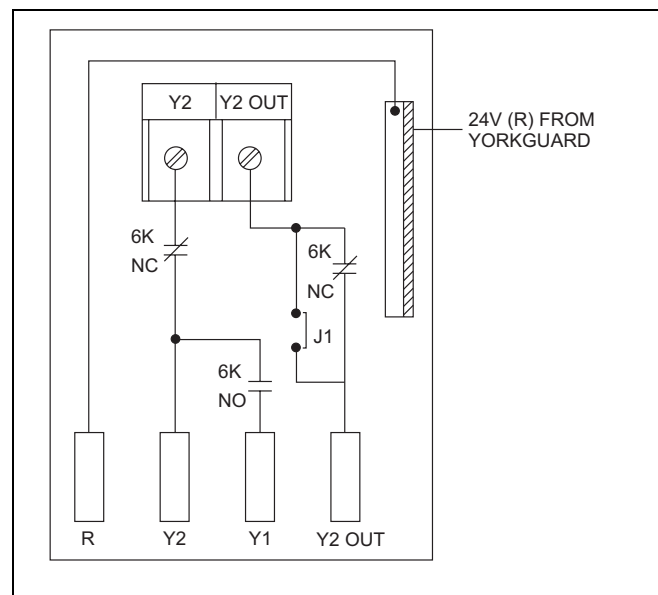 Y2 Y2 OUT
24V (R) FROM
YORKGUARD
6K
NC
6K
NC
J1
6K
NO
R Y2 Y1 Y2 OUT